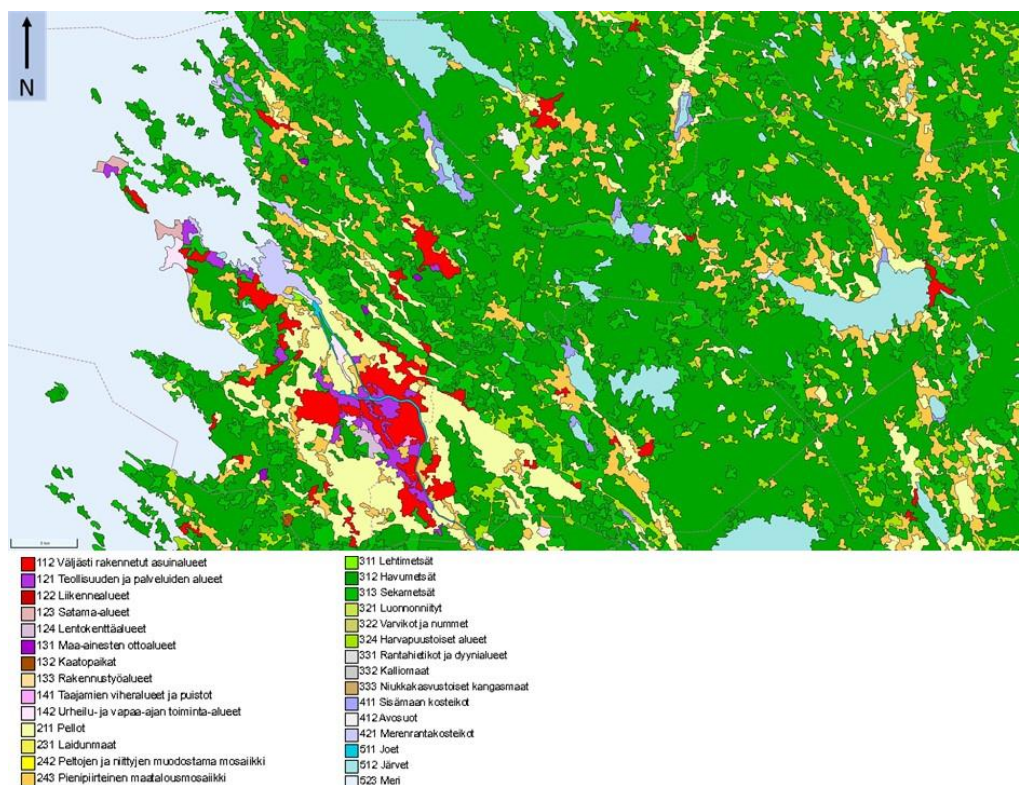 N
112 Väljästi rakennetut asuinalueet
121 Teollisuuden ja palveluiden alueet
122 Liikennealueet
123 Satama-alueet
124 Lentokenttäalueet
131 Maa-ainesten ottoalueet
132 Kaatopaikat
133 Rakennustyöalueet
141 Taajamien viheralueet ja puistot
142 Urheilu- ja vapaa-ajan toiminta-alueet
211 Pellot
231 Laidunmaat
242 Peltojen ja niittyjen muodostama mosaiikki
243 Pienipiirteinen maatalousmosaiikki
311 Lehtimetsät
312 Havumetsät
313 Sekametsät
321 Luonnonniityt
322 Varvikot ja nummet
324 Harvapuustoiset alueet
331 Rantahietikot ja dyynialueet
332 Kalliomaat
333 Niukkakasvustoiset kangasmaat
411 Sisämaan kosteikot
412 Avosuot
421 Merenrantakosteikot
511 Joet
512 Järvet
523 Meri